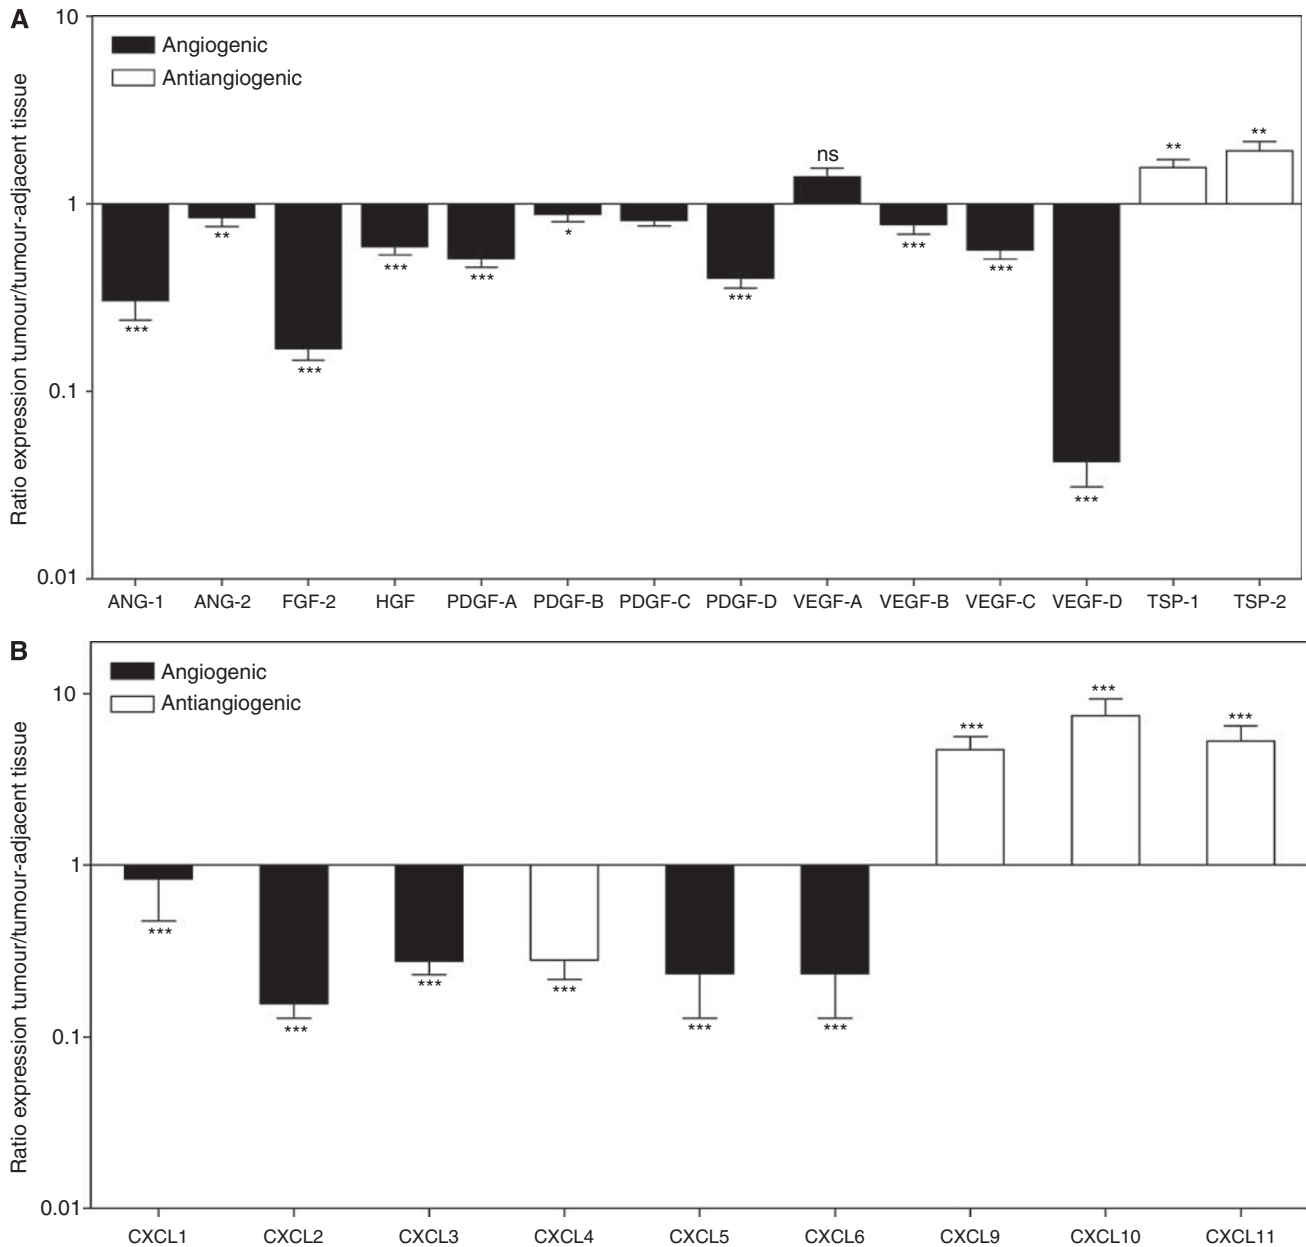 A
Ratio expression tumour/tumour-adjacent tissue
10
1
0.1
0.01
Angiogenic
Antiangiogenic
***
**
***
***
***
*
***
ns
***
***
***
**
**
ANG-1 ANG-2 FGF-2 HGF PDGF-A PDGF-B PDGF-C PDGF-D VEGF-A VEGF-B VEGF-C VEGF-D TSP-1 TSP-2
B
Ratio expression tumour/tumour-adjacent tissue
10
1
0.1
0.01
Angiogenic
Antiangiogenic
***
***
***
***
***
***
***
***
***
CXCL1 CXCL2 CXCL3 CXCL4 CXCL5 CXCL6 CXCL9 CXCL10 CXCL11